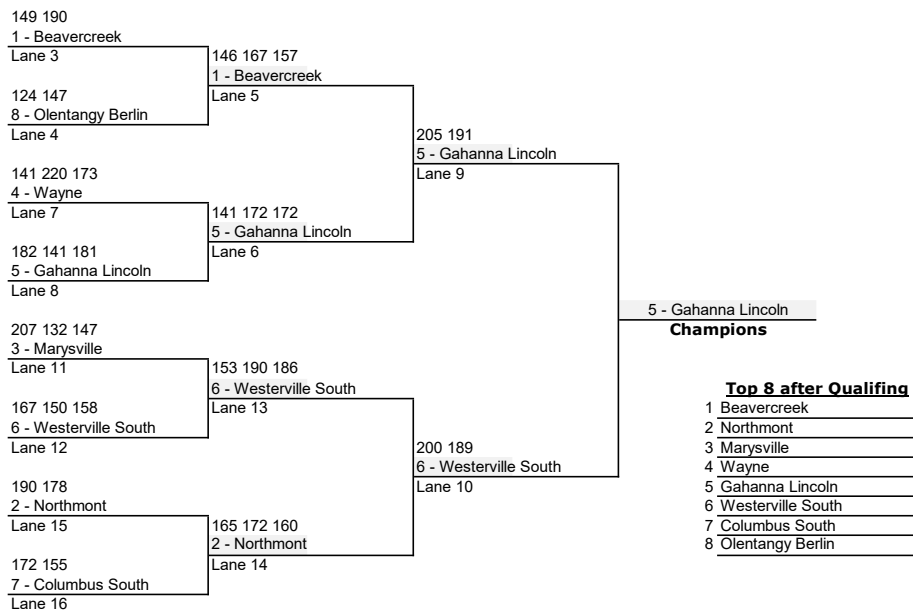 149 190
1 - Beavercreek
Lane 3
124 147
8 - Olentangy Berlin
Lane 4
141 220 173
4 - Wayne
Lane 7
182 141 181
5 - Gahanna Lincoln
Lane 8
207 132 147
3 - Marysville
Lane 11
167 150 158
6 - Westerville South
Lane 12
190 178
2 - Northmont
Lane 15
172 155
7 - Columbus South
Lane 16
146 167 157
1 - Beavercreek
Lane 5
141 172 172
5 - Gahanna Lincoln
Lane 6
153 190 186
6 - Westerville South
Lane 13
165 172 160
2 - Northmont
Lane 14
205 191
5 - Gahanna Lincoln
Lane 9
200 189
6 - Westerville South
Lane 10
5 - Gahanna Lincoln
Champions
Top 8 after Qualifing
1 Beavercreek
2 Northmont
3 Marysville
4 Wayne
5 Gahanna Lincoln
6 Westerville South
7 Columbus South
8 Olentangy Berlin